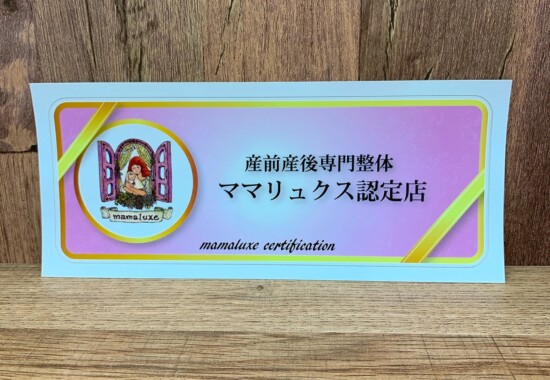 産前産後専門整体
ママリュクス認定店
mamaluxe
mamaluxe certification